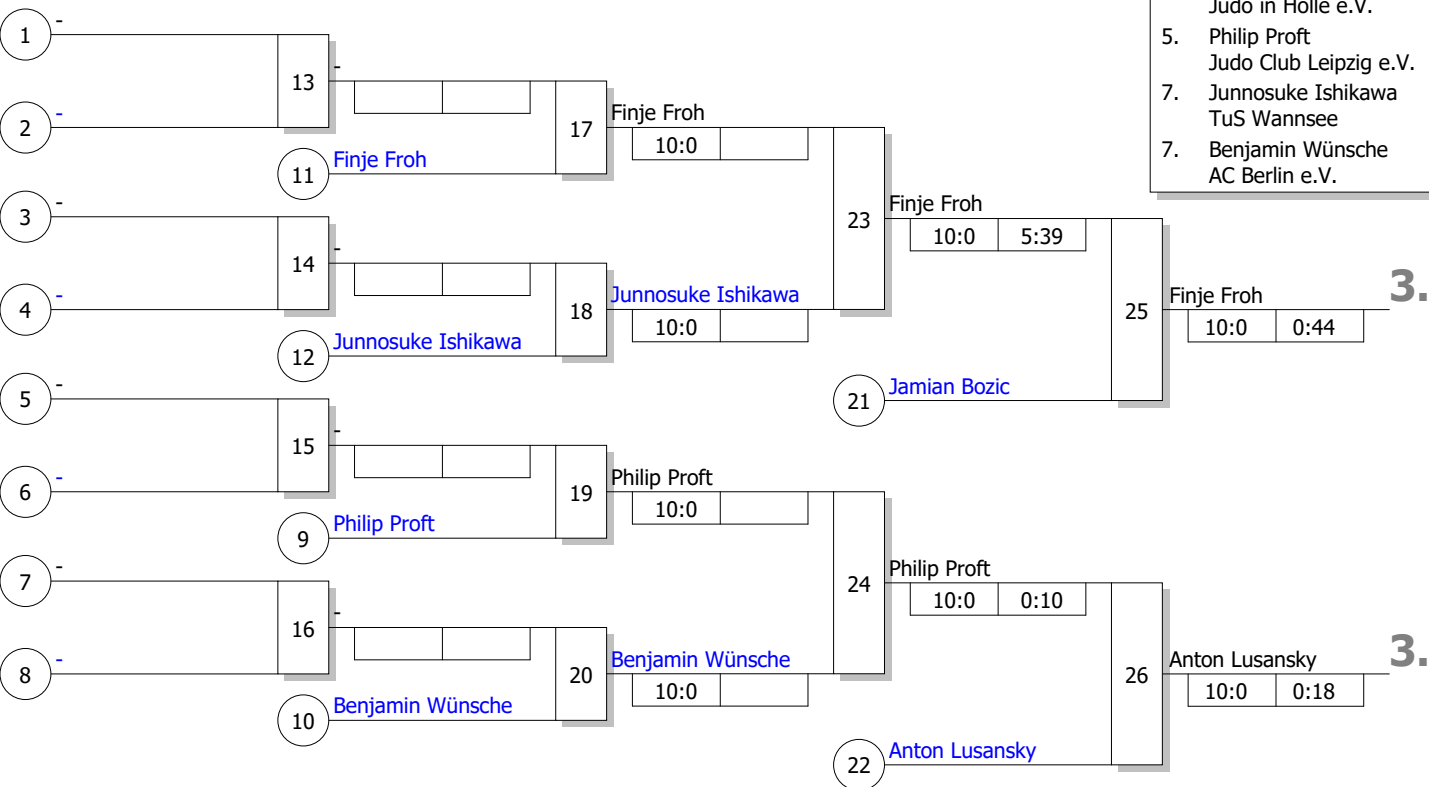 Judo in Holle e.V.
5. Philip Proft
Judo Club Leipzig e.V.
7. Junnosuke Ishikawa
TuS Wannsee
7. Benjamin Wünsche
AC Berlin e.V.
1 -
13 -
2 -
17 Finje Froh
10:0
11 Finje Froh
3 -
23 Finje Froh
10:0 5:39
14 -
4 -
18 Junnosuke Ishikawa
10:0
12 Junnosuke Ishikawa
25 Finje Froh 3.
10:0 0:44
5 -
21 Jamian Bozic
15 -
6 -
19 Philip Proft
10:0
9 Philip Proft
7 -
24 Philip Proft
10:0 0:10
16 -
8 -
20 Benjamin Wünsche
10:0
10 Benjamin Wünsche
26 Anton Lusansky 3.
10:0 0:18
22 Anton Lusansky